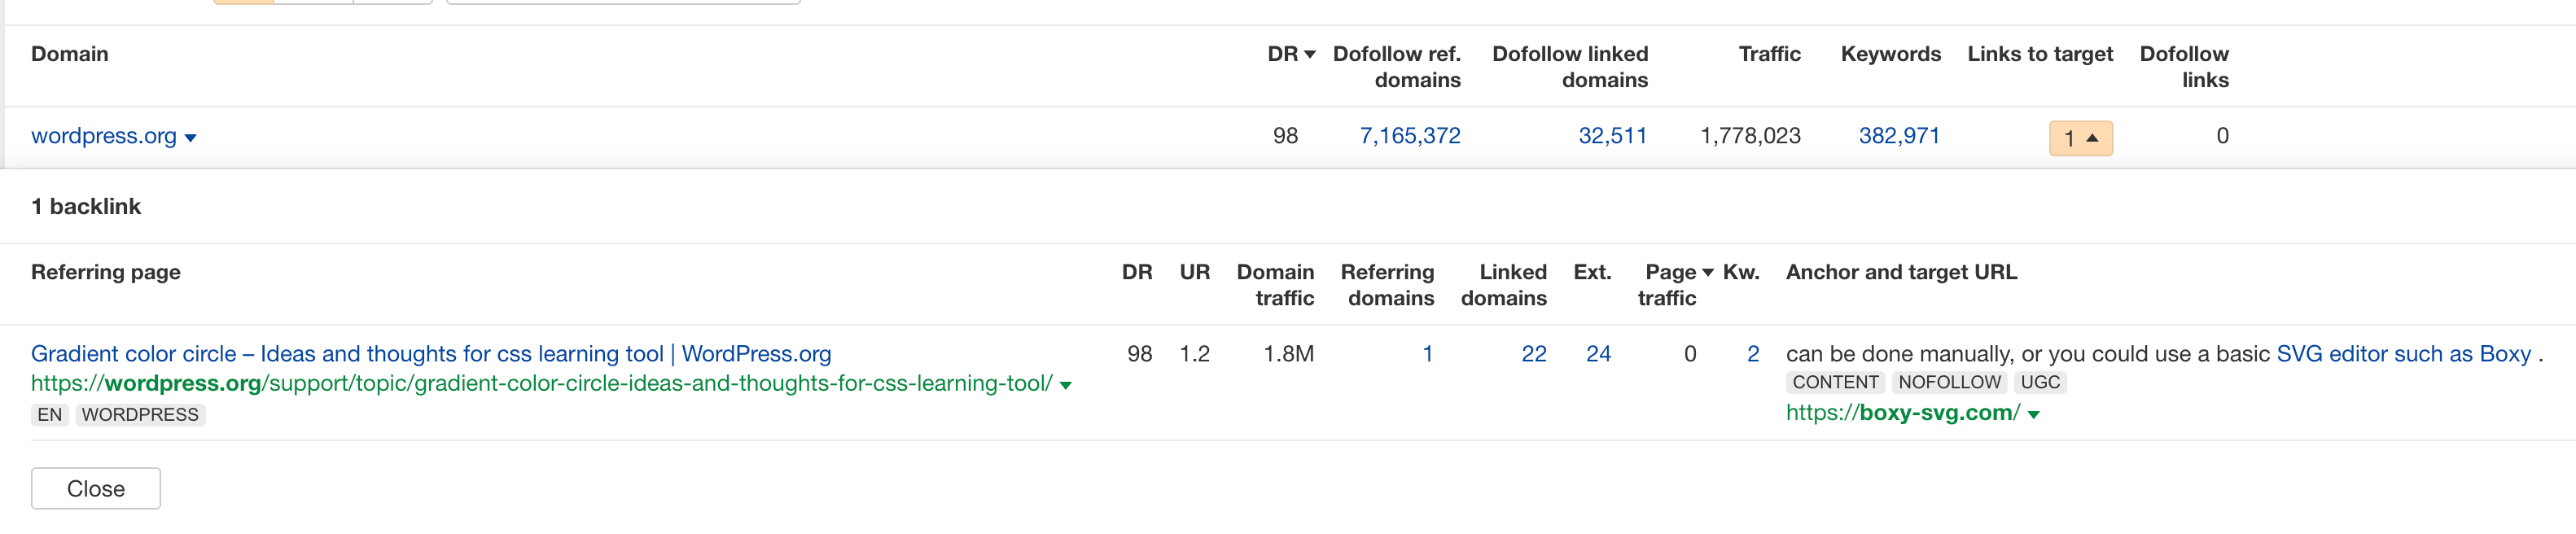 Domain DR Dofollow ref. domains Dofollow linked domains Traffic Keywords Links to target Dofollow links
wordpress.org 98 7,165,372 32,511 1,778,023 382,971 1 0
1 backlink
Referring page DR UR Domain traffic Referring domains Linked domains Ext. Page traffic Kw. Anchor and target URL
Gradient color circle – Ideas and thoughts for css learning tool | WordPress.org 98 1.2 1.8M 1 22 24 0 2 can be done manually, or you could use a basic SVG editor such as Boxy .
https://wordpress.org/support/topic/gradient-color-circle-ideas-and-thoughts-for-css-learning-tool/ CONTENT NOFOLLOW UGC
EN WORDPRESS https://boxy-svg.com/
Close